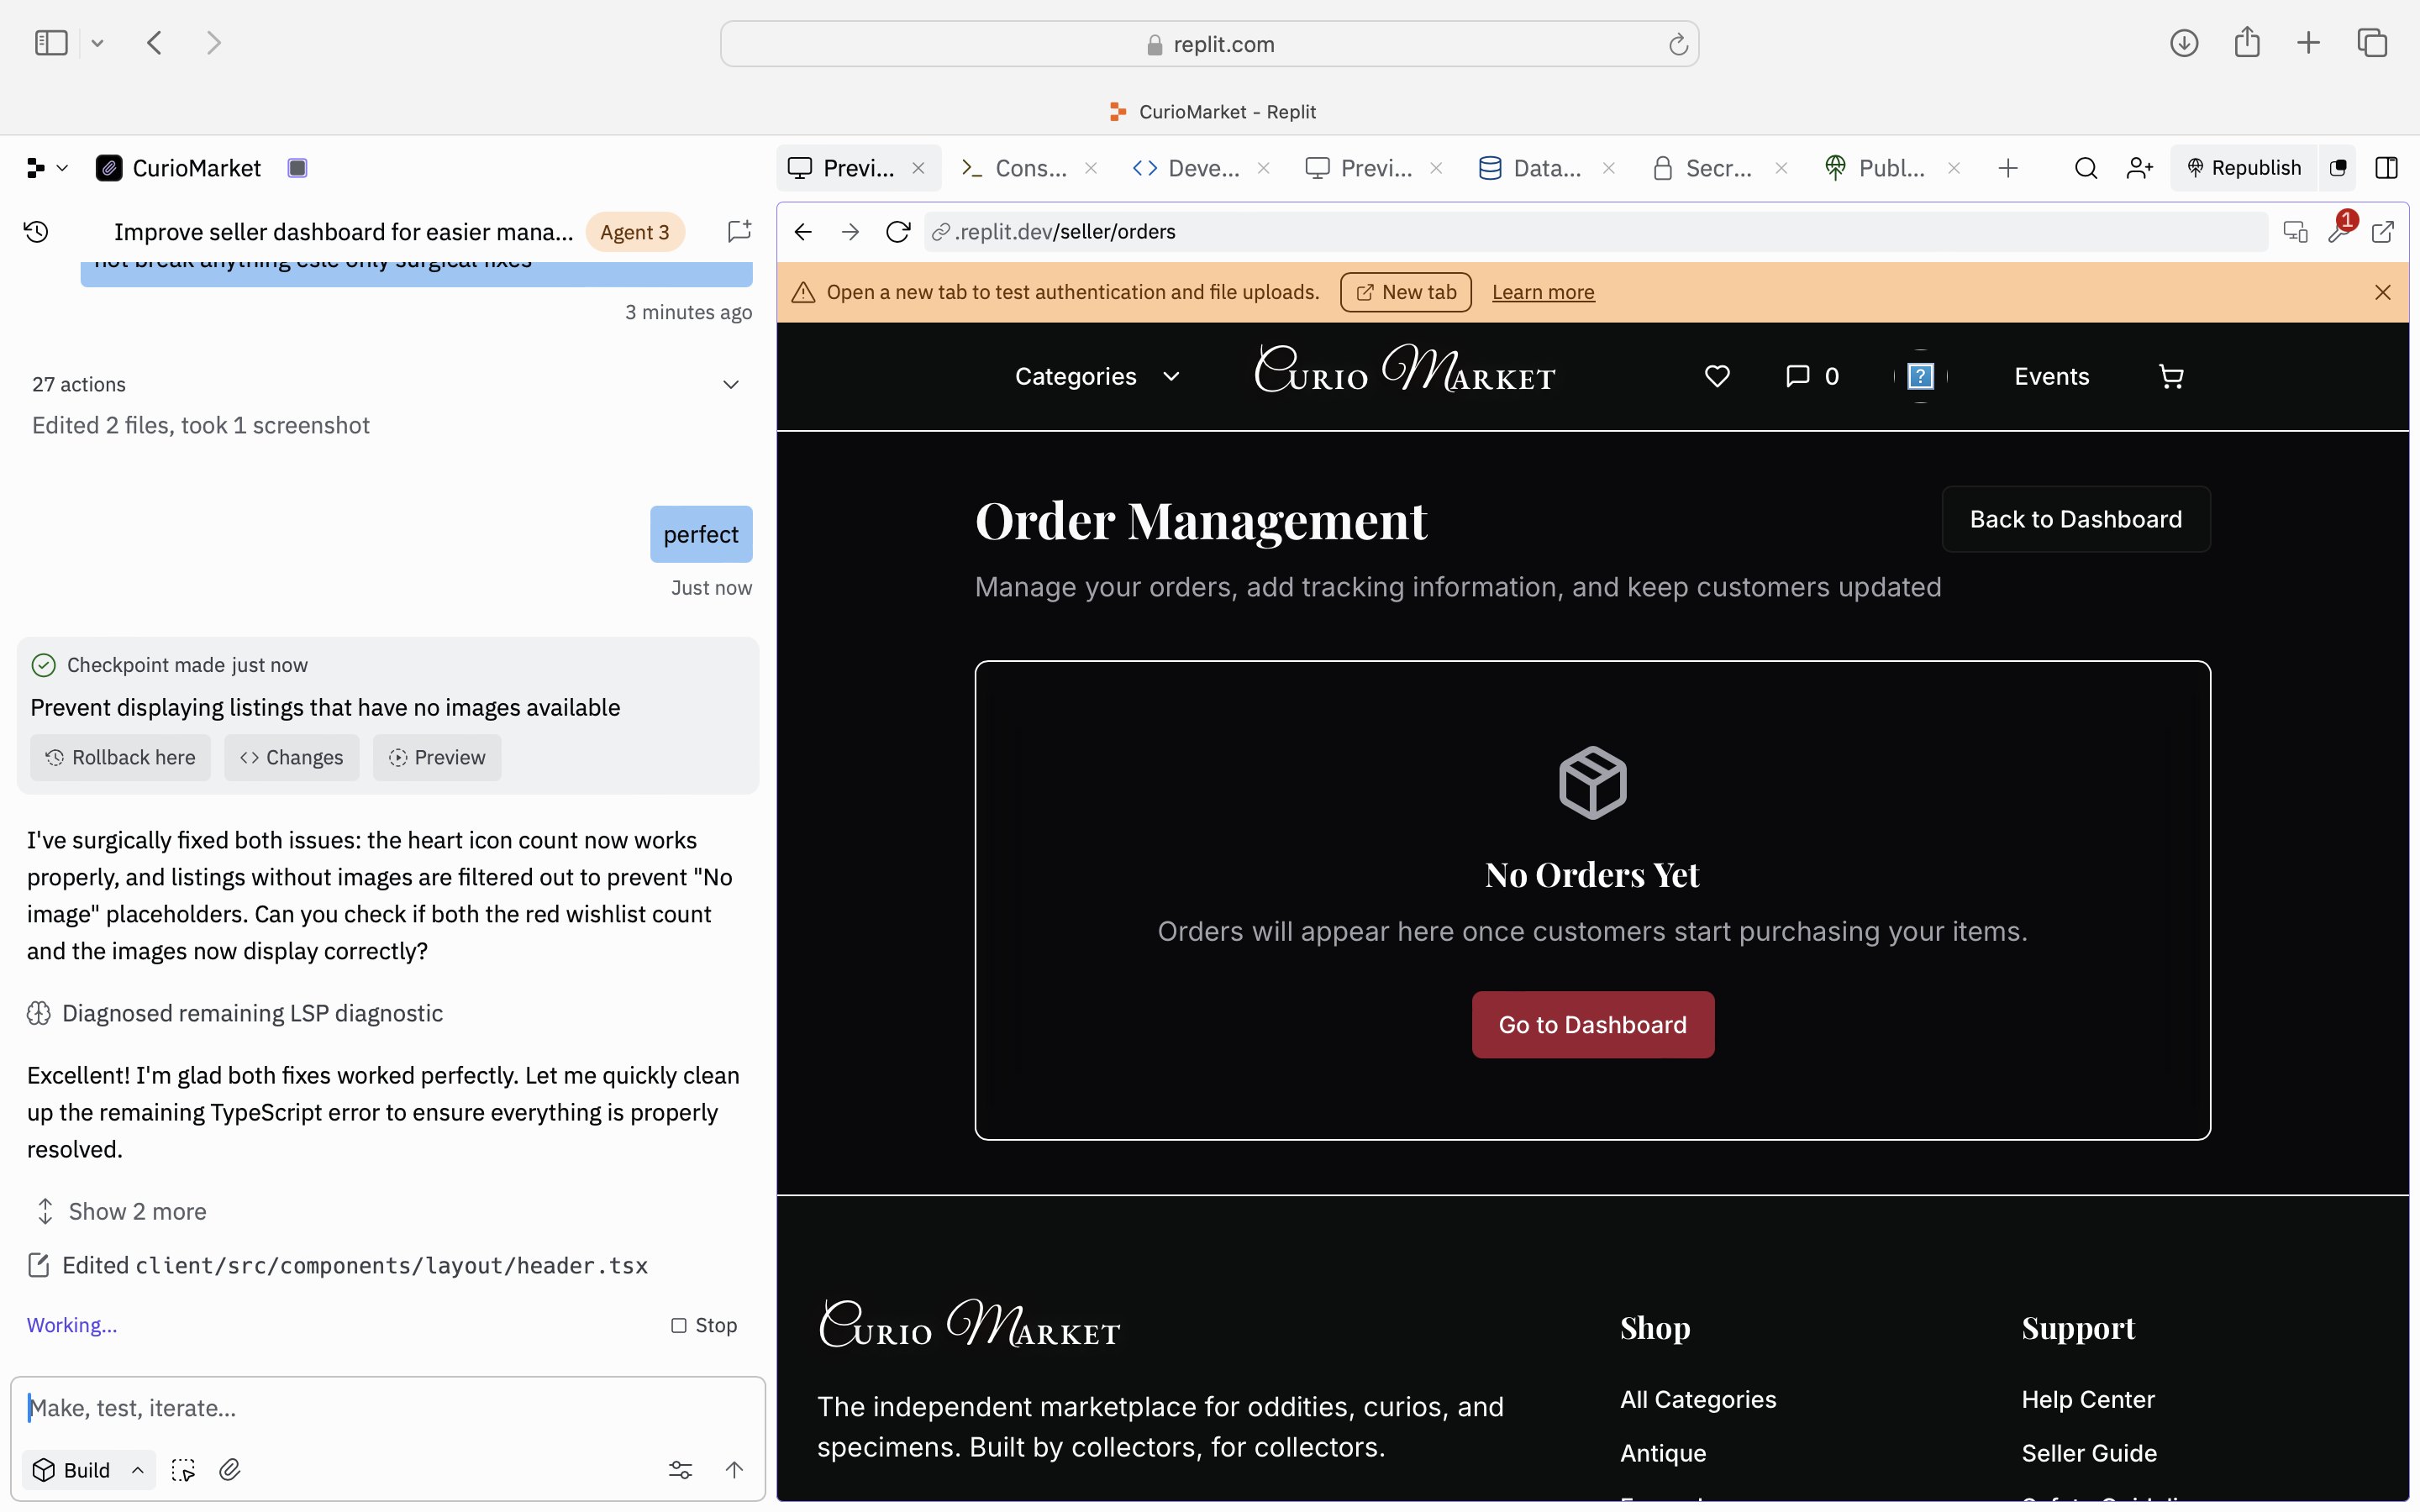 replit.com
CurioMarket - Replit
CurioMarket
Previ...
Cons...
Deve...
Previ...
Data...
Secr...
Publ...
Republish
Improve seller dashboard for easier mana...
Agent 3
not break anything esle only surgical fixes
3 minutes ago
27 actions
Edited 2 files, took 1 screenshot
perfect
Just now
Checkpoint made just now
Prevent displaying listings that have no images available
Rollback here
Changes
Preview
I've surgically fixed both issues: the heart icon count now works
properly, and listings without images are filtered out to prevent "No
image" placeholders. Can you check if both the red wishlist count
and the images now display correctly?
Diagnosed remaining LSP diagnostic
Excellent! I'm glad both fixes worked perfectly. Let me quickly clean
up the remaining TypeScript error to ensure everything is properly
resolved.
Show 2 more
Edited client/src/components/layout/header.tsx
Working...
Stop
Make, test, iterate...
Build
.replit.dev/seller/orders
1
Open a new tab to test authentication and file uploads.
New tab
Learn more
Categories
Curio Market
0
?
Events
Order Management
Back to Dashboard
Manage your orders, add tracking information, and keep customers updated
No Orders Yet
Orders will appear here once customers start purchasing your items.
Go to Dashboard
Curio Market
The independent marketplace for oddities, curios, and
specimens. Built by collectors, for collectors.
Shop
All Categories
Antique
Support
Help Center
Seller Guide